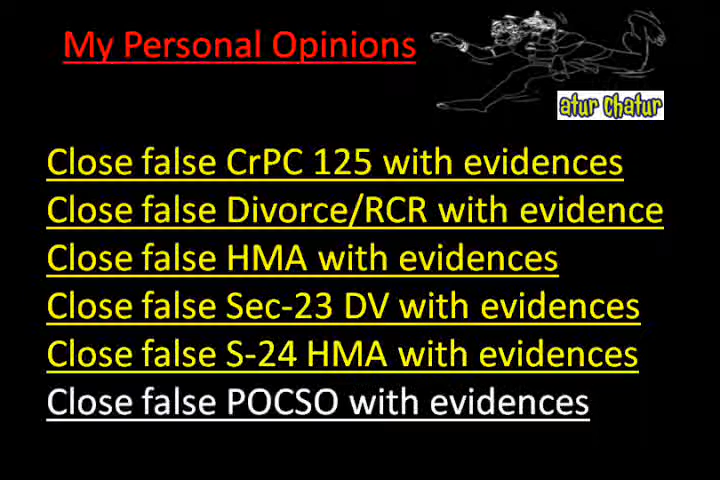 My Personal Opinions
atur chatur
Close false CrPC 125 with evidences
Close false Divorce/RCR with evidence
Close false HMA with evidences
Close false Sec-23 DV with evidences
Close false S-24 HMA with evidences
Close false POCSO with evidences